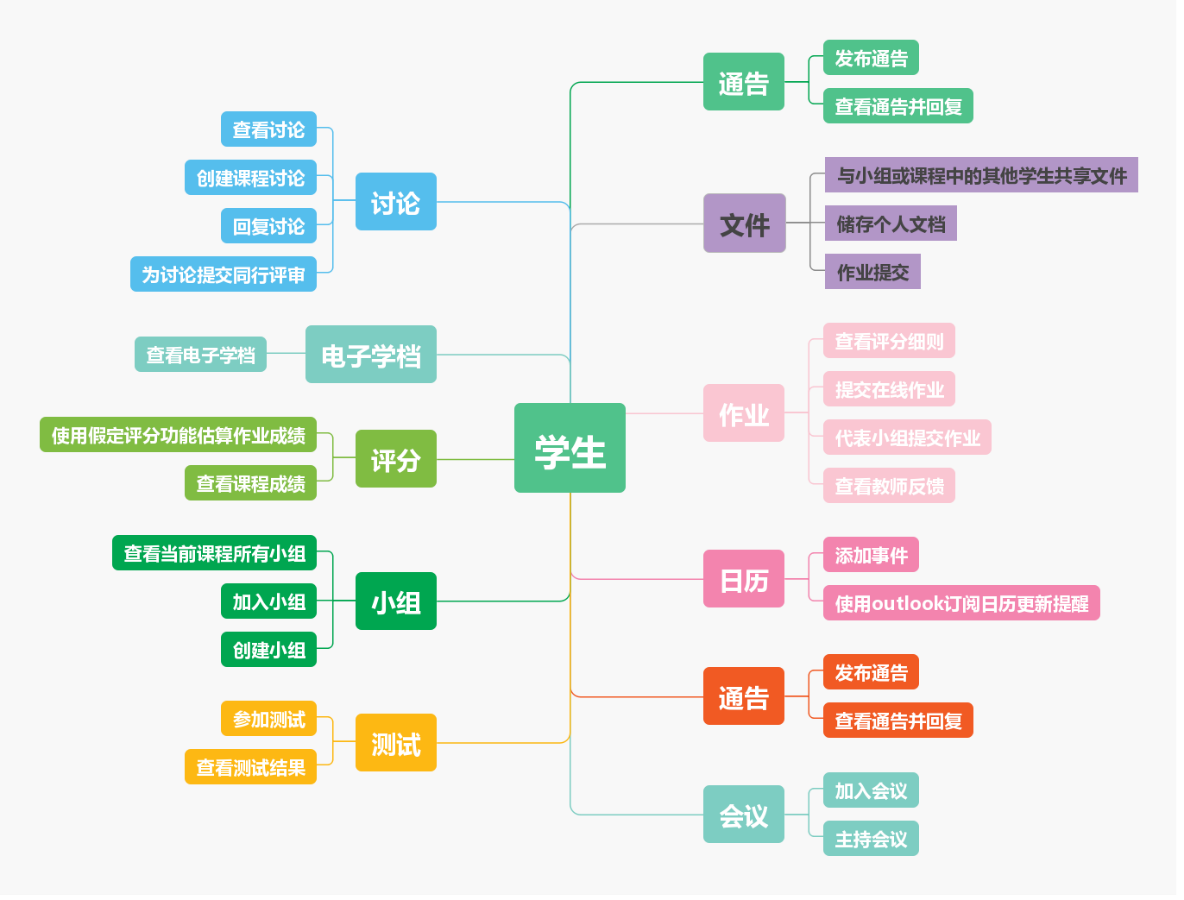 学生
通告
发布通告
查看通告并回复
文件
与小组或课程中的其他学生共享文件
储存个人文档
作业提交
作业
查看评分细则
提交在线作业
代表小组提交作业
查看教师反馈
日历
添加事件
使用outlook订阅日历更新提醒
通告
发布通告
查看通告并回复
会议
加入会议
主持会议
讨论
查看讨论
创建课程讨论
回复讨论
为讨论提交同行评审
电子学档
查看电子学档
评分
使用假定评分功能估算作业成绩
查看课程成绩
小组
查看当前课程所有小组
加入小组
创建小组
测试
参加测试
查看测试结果